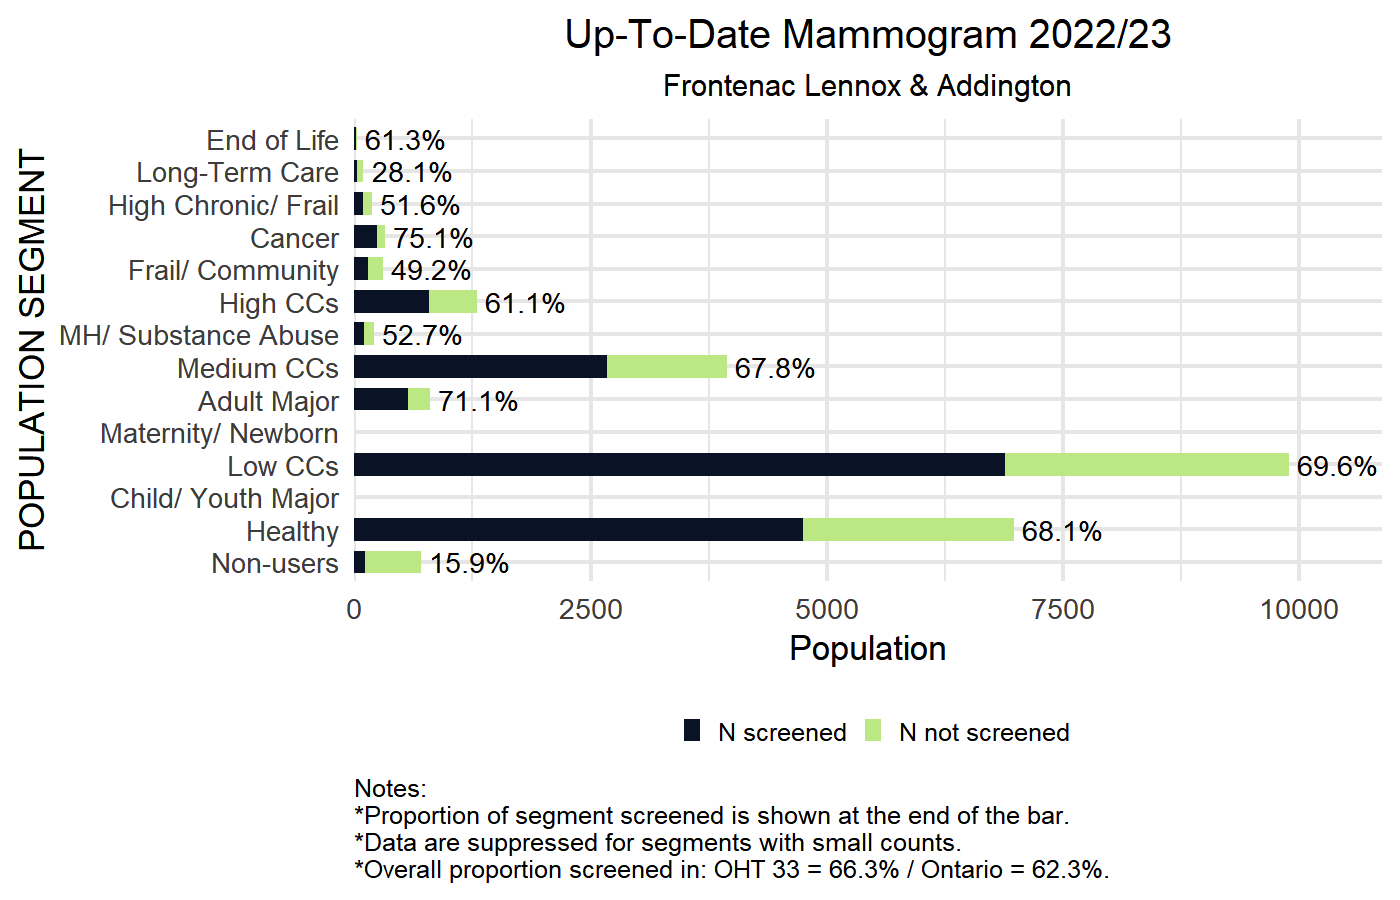 Up-To-Date Mammogram 2022/23
Frontenac Lennox & Addington
POPULATION SEGMENT
End of Life 61.3%
Long-Term Care 28.1%
High Chronic/ Frail 51.6%
Cancer 75.1%
Frail/ Community 49.2%
High CCs 61.1%
MH/ Substance Abuse 52.7%
Medium CCs 67.8%
Adult Major 71.1%
Maternity/ Newborn
Low CCs 69.6%
Child/ Youth Major
Healthy 68.1%
Non-users 15.9%
0 2500 5000 7500 10000
Population
N screened N not screened
Notes:
*Proportion of segment screened is shown at the end of the bar.
*Data are suppressed for segments with small counts.
*Overall proportion screened in: OHT 33 = 66.3% / Ontario = 62.3%.